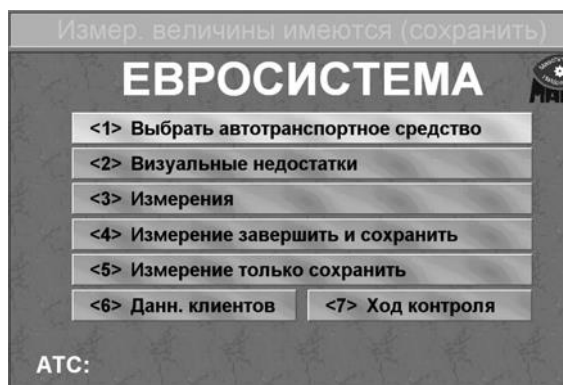 Измер. величины имеются (сохранить)
ЕВРОСИСТЕМА
<1> Выбрать автотранспортное средство
<2> Визуальные недостатки
<3> Измерения
<4> Измерение завершить и сохранить
<5> Измерение только сохранить
<6> Данн. клиентов <7> Ход контроля
АТС: